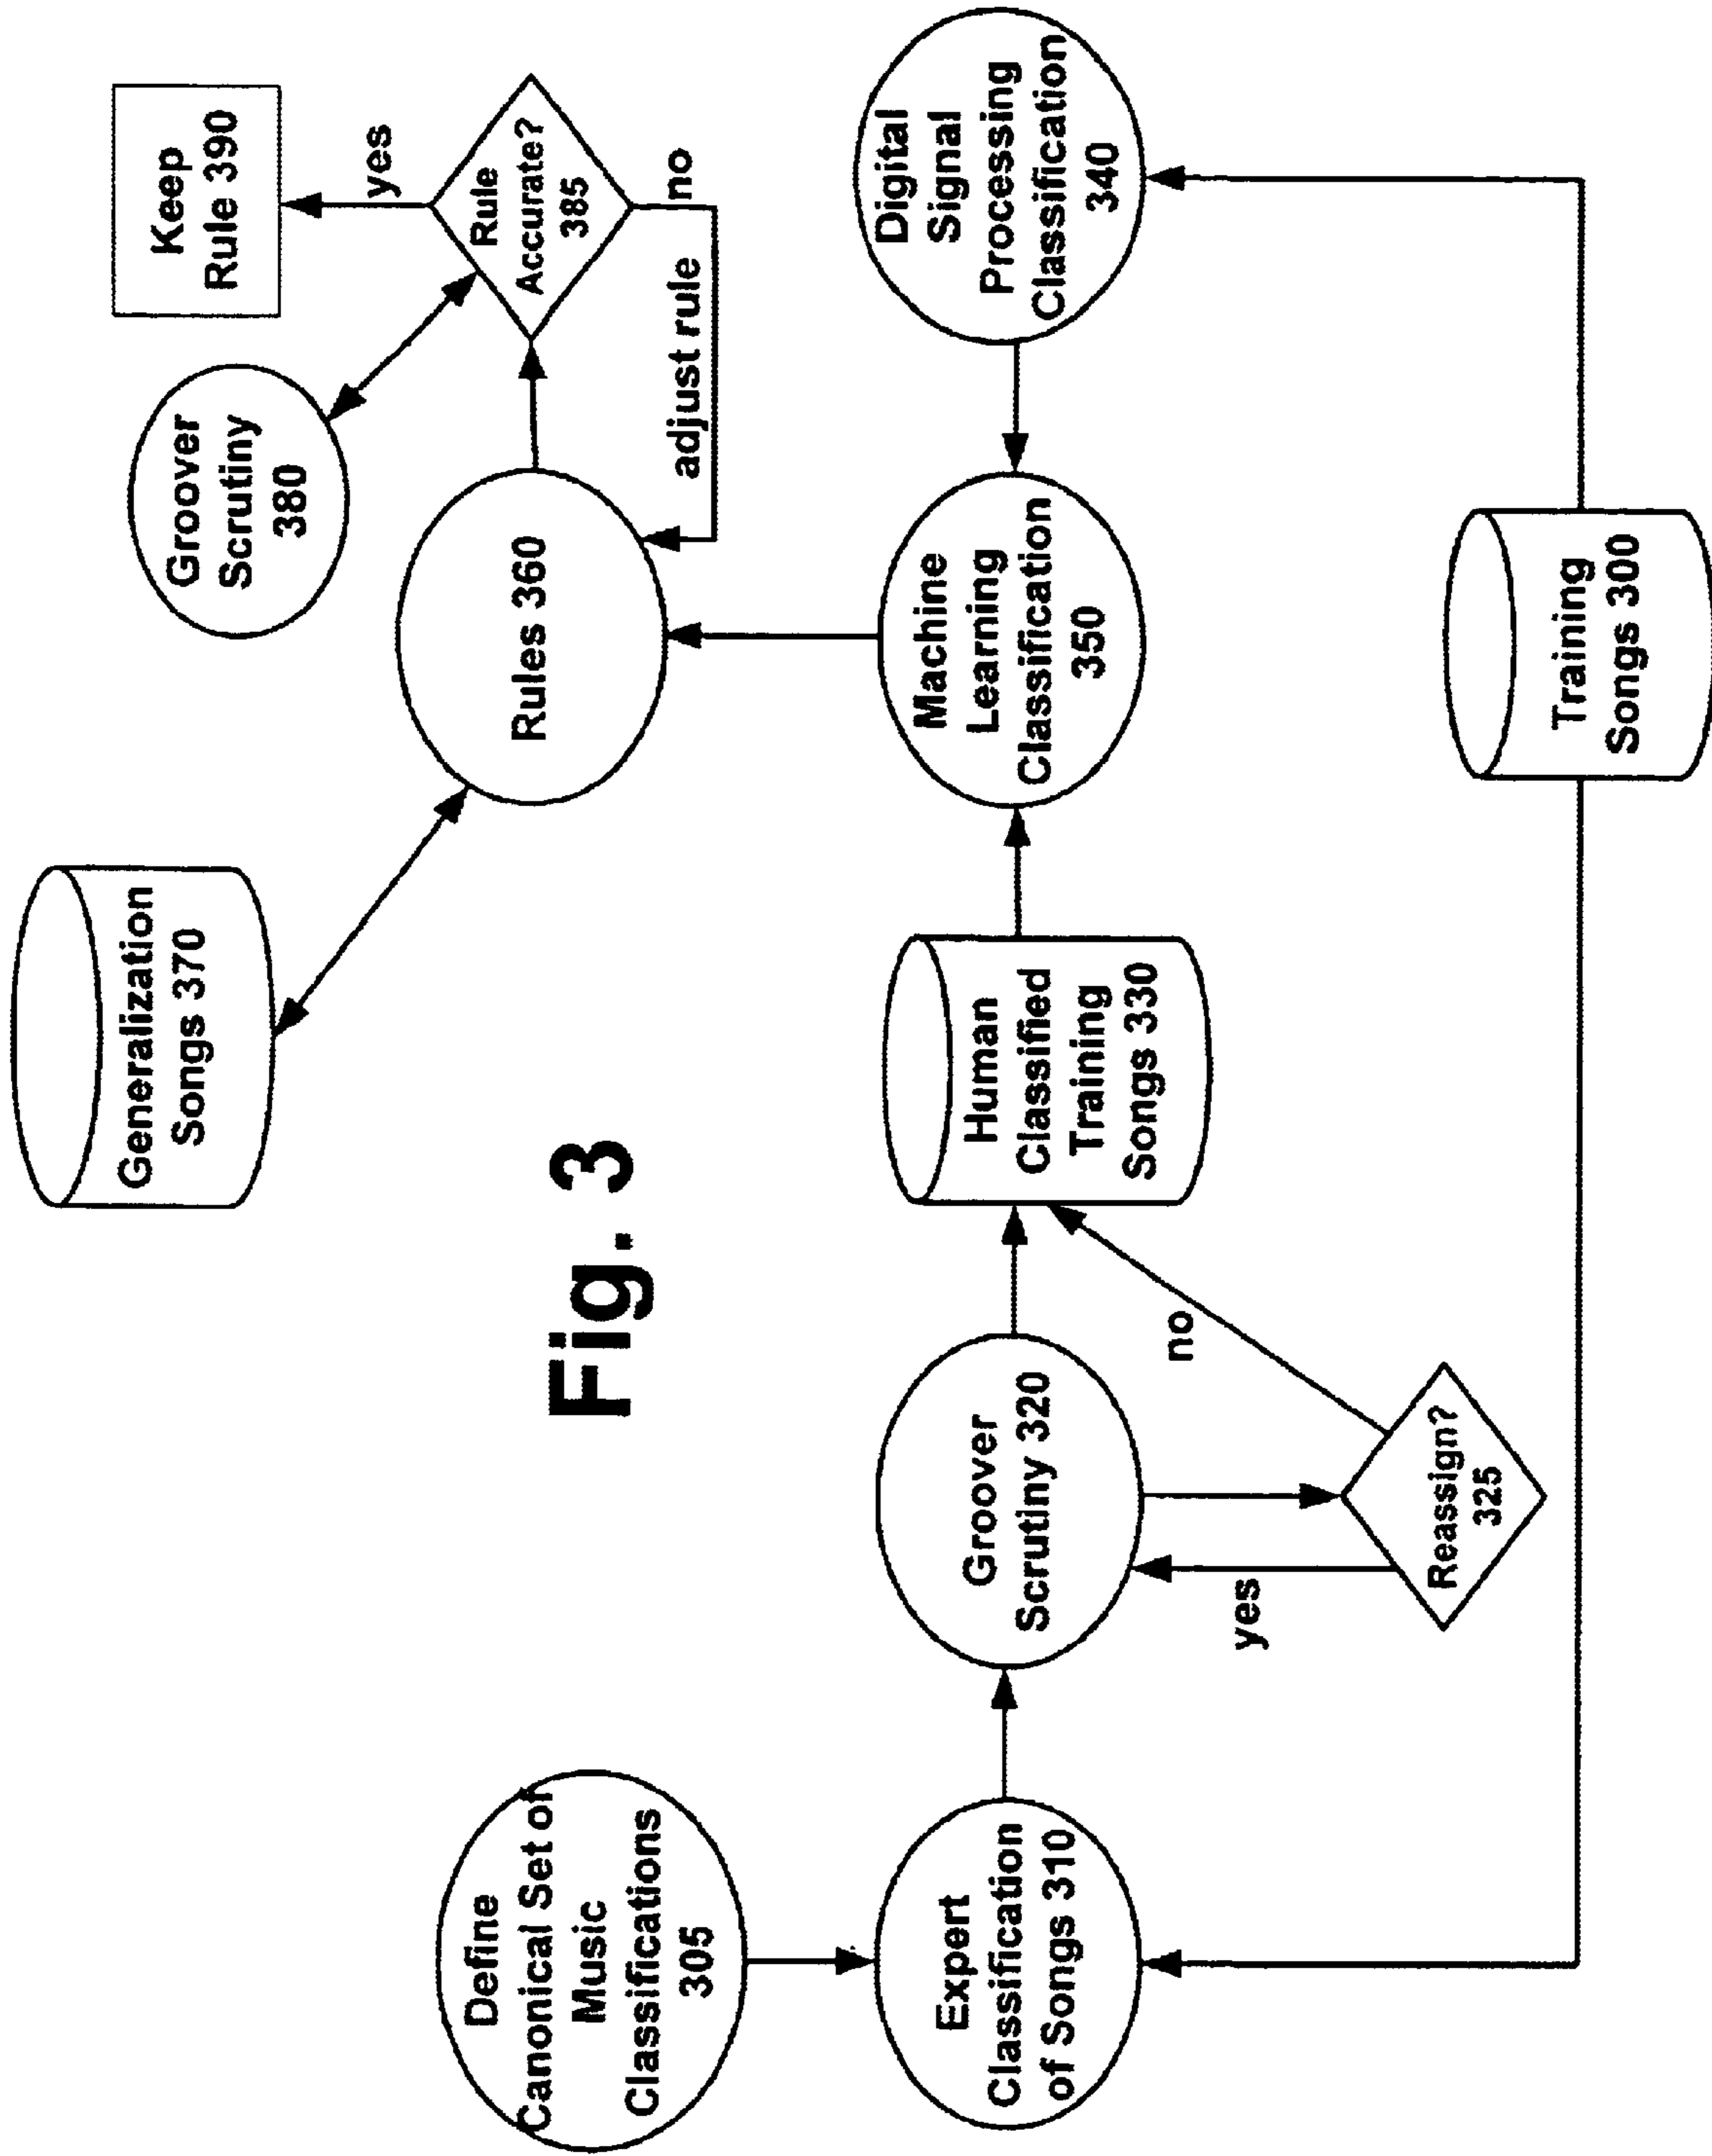 Generalization
Songs 370
Groover
Scrutiny
380
Keep
Rule 390
yes
Rule
Accurate?
385
no
adjust rule
Rules 360
Fig. 3
Define
Canonical Set of
Music
Classifications
305
Expert
Classification
of Songs 310
Groover
Scrutiny 320
yes
no
Reassign?
325
Human
Classified
Training
Songs 330
Machine
Learning
Classification
350
Digital
Signal
Processing
Classification
340
Training
Songs 300